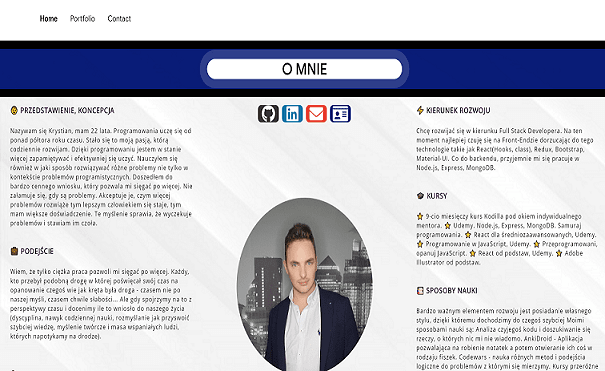 Home Portfolio Contact
O MNIE
PRZEDSTAWIENIE, KONCEPCJA
Nazywam się Krystian, mam 22 lata. Programowania uczę się od
ponad półtora roku czasu. Stało się to moją pasją, którą
codziennie rozwijam. Dzięki programowaniu jestem w stanie
więcej zapamiętywać i efektywniej się uczyć. Nauczyłem się
również w jaki sposób rozwiązywać różne problemy nie tylko w
kontekście problemów programistycznych. Doszedłem do
bardzo cennego wniosku, który pozwala mi sięgać po więcej. Nie
załamuje się, gdy są problemy. Akceptuje je, czym więcej
problemów rozwiąże tym lepszym człowiekiem się staje, tym
mam większe doświadczenie. Te myślenie sprawia, że wyczekuje
problemów i stawiam im czoła.
PODEJŚCIE
Wiem, że tylko ciężka praca pozwoli mi sięgać po więcej. Każdy,
kto przebył podobną drogę w której poświęcał swój czas na
opanowanie czegoś wie jak kręta była droga - czasem nie po
naszej myśli, czasem chwile słabości... Ale gdy spojrzymy na to z
perspektywy czasu i docenimy ile to wniosło do naszego życia
(dyscyplina, nawyk codziennej nauki, rozmyślanie jak przyswoić
szybciej wiedzę, myślenie twórcze i masa wspaniałych ludzi,
których napotykamy na drodze).
KIERUNEK ROZWOJU
Chcę rozwijać się w kierunku Full Stack Developera. Na ten
moment najlepiej czuję się na Front-Endzie dorzucając do tego
technologie takie jak React(Hooks, class), Redux, Bootstrap,
Material-UI. Co do backendu, przyjemnie mi się pracuje w
Node.js, Express, MongoDB.
KURSY
9-cio miesięczy kurs Kodilla pod okiem indywidualnego
mentora. Udemy. Node.js, Express, MongoDB. Samuraj
programowania. React dla średniozaawansowanych, Udemy.
Programowanie w JavaScript, Udemy. Przeprogramowani,
opanuj JavaScript. React od podstaw, Udemy. Adobe
Illustrator od podstaw.
SPOSOBY NAUKI
Bardzo ważnym elementem rozwoju jest posiadanie własnego
stylu, dzięki któremu dochodzimy do czegoś szybciej Moimi
sposobami nauki są: Analiza czyjegoś kodu i doszukiwanie się
rzeczy, o których nic mi nie wiadomo. AnkiDroid - Aplikacja
pozwalająca na robienie notatek a potem otwieranie ich coś w
rodzaju fiszek. Codewars - nauka różnych metod i podejścia
logiczne do problemów z którymi się mierzymy. Kursy przeróżne